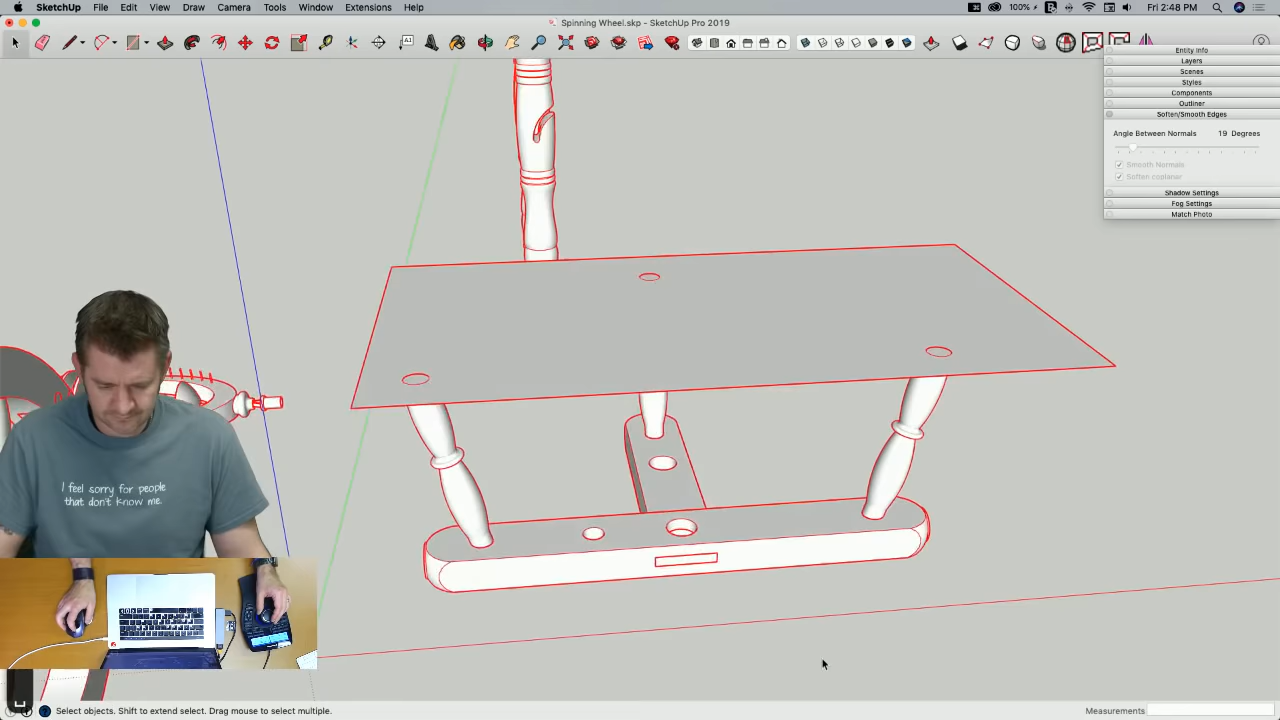 SketchUp File Edit View Draw Camera Tools Window Extensions Help
100% Fri 2:48 PM
Spinning Wheel.skp - SketchUp Pro 2019
Entity Info
Layers
Scenes
Styles
Components
Outliner
Soften/Smooth Edges
Angle Between Normals 19 Degrees
Smooth Normals
Soften coplanar
Shadow Settings
Fog Settings
Match Photo
I feel sorry for people
that don't know me.
Select objects. Shift to extend select. Drag mouse to select multiple.
Measurements